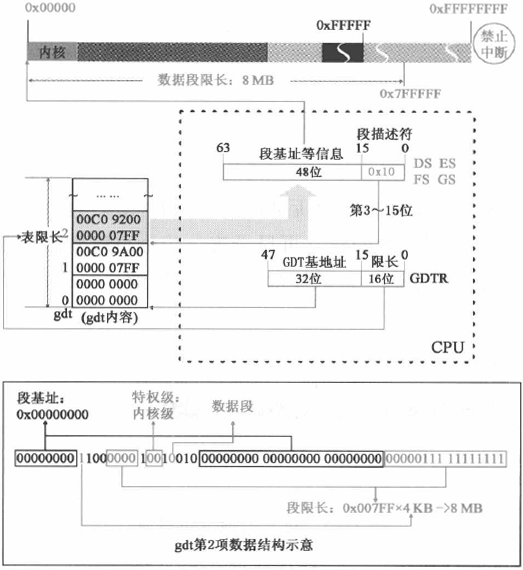 0x00000
0xFFFFF
0xFFFFFFFF
内核
禁止
中断
数据段限长：8 MB
0x7FFFFF
段描述符
63
15
0
段基址等信息
48位
0x10
DS ES
FS GS
第3～15位
... ...
表限长
2
00C0 9200
0000 07FF
1
00C0 9A00
0000 07FF
0
0000 0000
0000 0000
gdt
(gdt内容)
47
GDT基地址
15
限长
0
32位
16位
GDTR
CPU
段基址：
0x00000000
特权级：
内核级
数据段
00000000 1100 0000 1001 0010 00000000 00000000 00000000 00000111 11111111
段限长：0x007FF×4 KB ->8 MB
gdt第2项数据结构示意